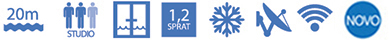 20m
STUDIO
1,2
SPRAT
NOVO